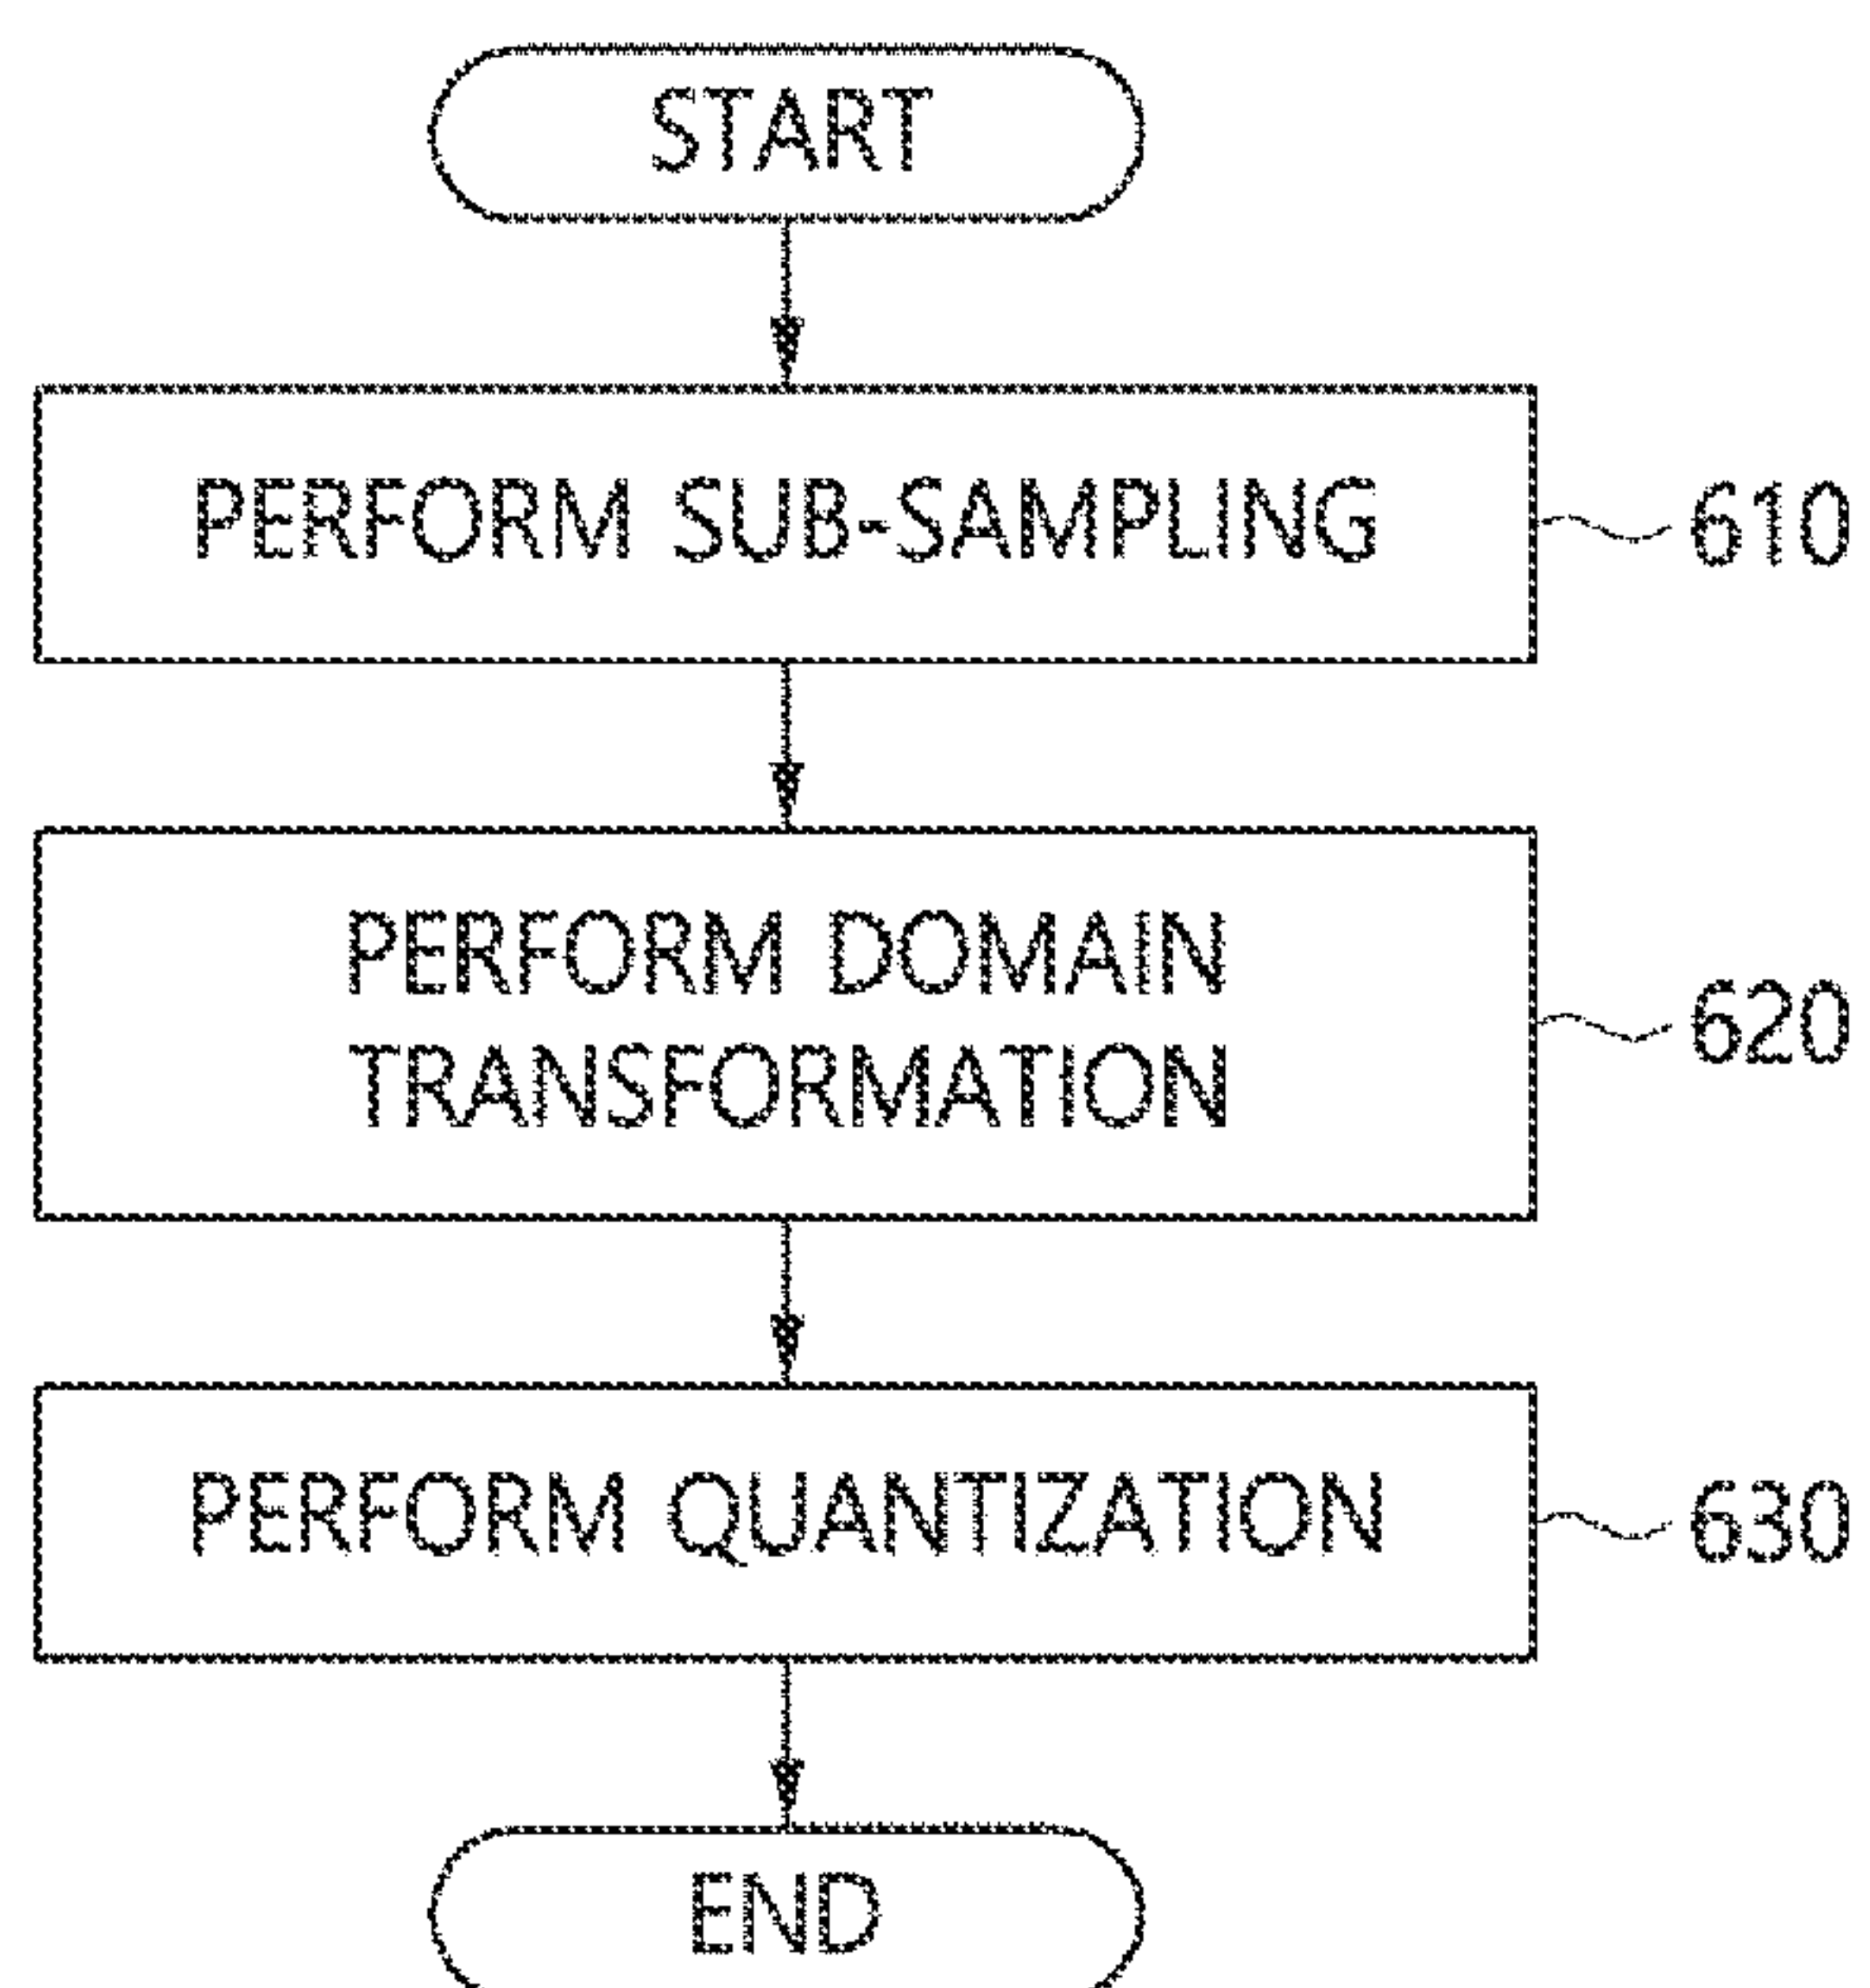 START
PERFORM SUB-SAMPLING
610
PERFORM DOMAIN
TRANSFORMATION
620
PERFORM QUANTIZATION
630
END